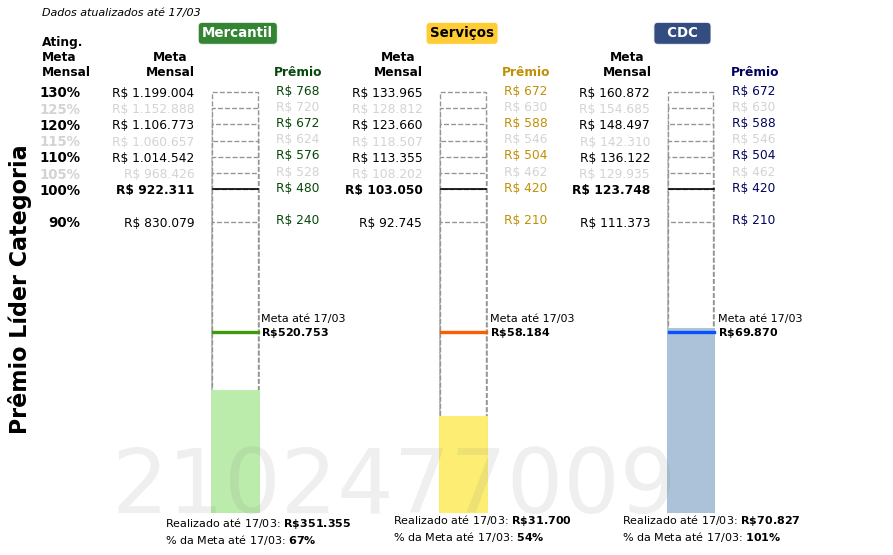 Dados atualizados até 17/03
Mercantil Serviços CDC
Ating. Meta Mensal
Meta Mensal Prêmio Meta Mensal Prêmio Meta Mensal Prêmio
130% R$ 1.199.004 R$ 768 R$ 133.965 R$ 672 R$ 160.872 R$ 672
125% R$ 1.152.888 R$ 720 R$ 128.812 R$ 630 R$ 154.685 R$ 630
120% R$ 1.106.773 R$ 672 R$ 123.660 R$ 588 R$ 148.497 R$ 588
115% R$ 1.060.657 R$ 624 R$ 118.507 R$ 546 R$ 142.310 R$ 546
110% R$ 1.014.542 R$ 576 R$ 113.355 R$ 504 R$ 136.122 R$ 504
105% R$ 968.426 R$ 528 R$ 108.202 R$ 462 R$ 129.935 R$ 462
100% R$ 922.311 R$ 480 R$ 103.050 R$ 420 R$ 123.748 R$ 420
90% R$ 830.079 R$ 240 R$ 92.745 R$ 210 R$ 111.373 R$ 210
Prêmio Líder Categoria
Meta até 17/03 Meta até 17/03 Meta até 17/03
R$520.753 R$58.184 R$69.870
2102477009
Realizado até 17/03: R$351.355 Realizado até 17/03: R$31.700 Realizado até 17/03: R$70.827
% da Meta até 17/03: 67% % da Meta até 17/03: 54% % da Meta até 17/03: 101%